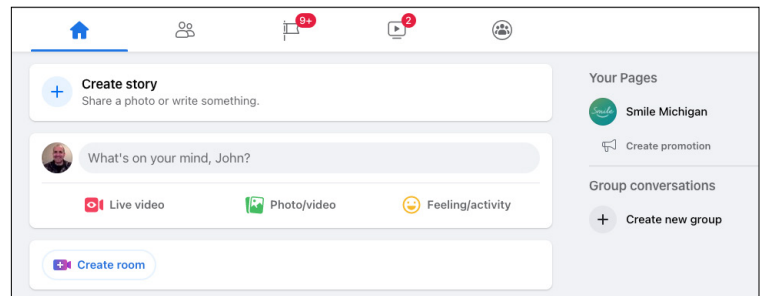 9+
2
Create story
Share a photo or write something.
What's on your mind, John?
Live video
Photo/video
Feeling/activity
Create room
Your Pages
Smile
Smile Michigan
Create promotion
Group conversations
Create new group